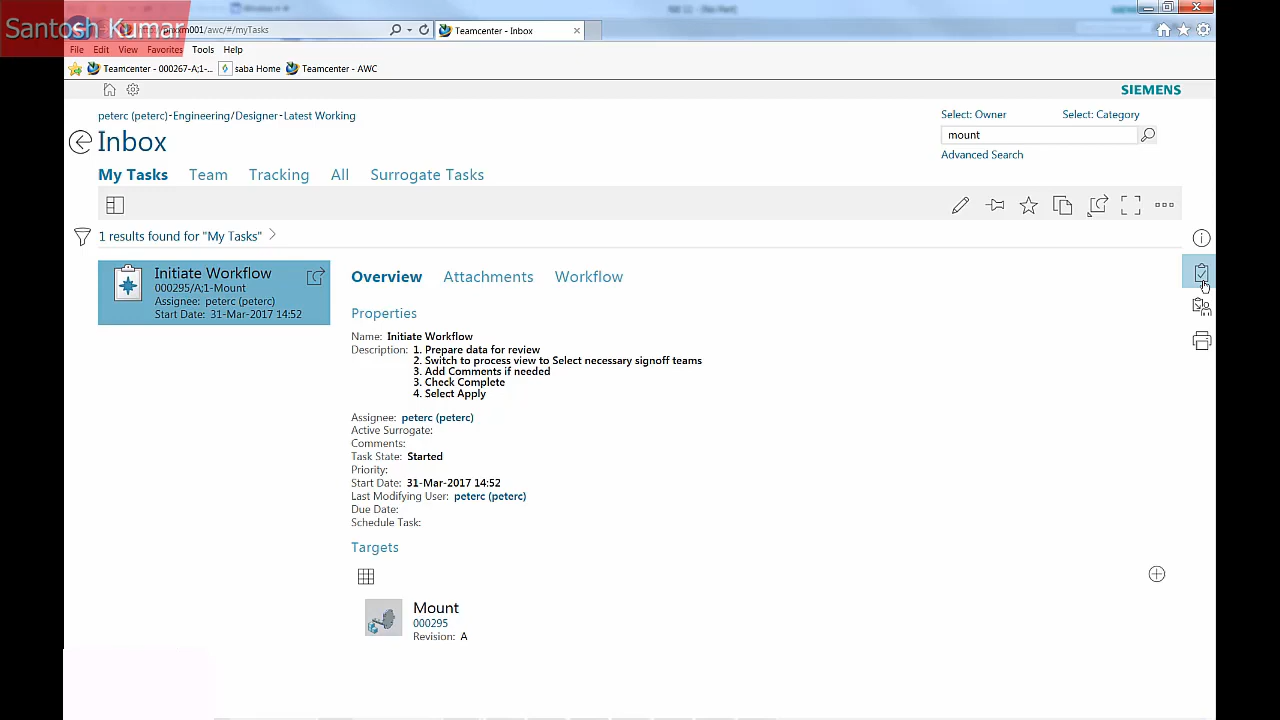 Santosh Kumar
001/awc/#/myTasks
Teamcenter - Inbox
File Edit View Favorites Tools Help
Teamcenter - 000267-A;1-... saba Home Teamcenter - AWC
SIEMENS
peterc (peterc)-Engineering/Designer-Latest Working
Select: Owner Select: Category
Inbox
mount
Advanced Search
My Tasks Team Tracking All Surrogate Tasks
1 results found for "My Tasks"
Initiate Workflow
000295/A;1-Mount
Assignee: peterc (peterc)
Start Date: 31-Mar-2017 14:52
Overview Attachments Workflow
Properties
Name: Initiate Workflow
Description: 1. Prepare data for review
2. Switch to process view to Select necessary signoff teams
3. Add Comments if needed
3. Check Complete
4. Select Apply
Assignee: peterc (peterc)
Active Surrogate:
Comments:
Task State: Started
Priority:
Start Date: 31-Mar-2017 14:52
Last Modifying User: peterc (peterc)
Due Date:
Schedule Task:
Targets
Mount
000295
Revision: A